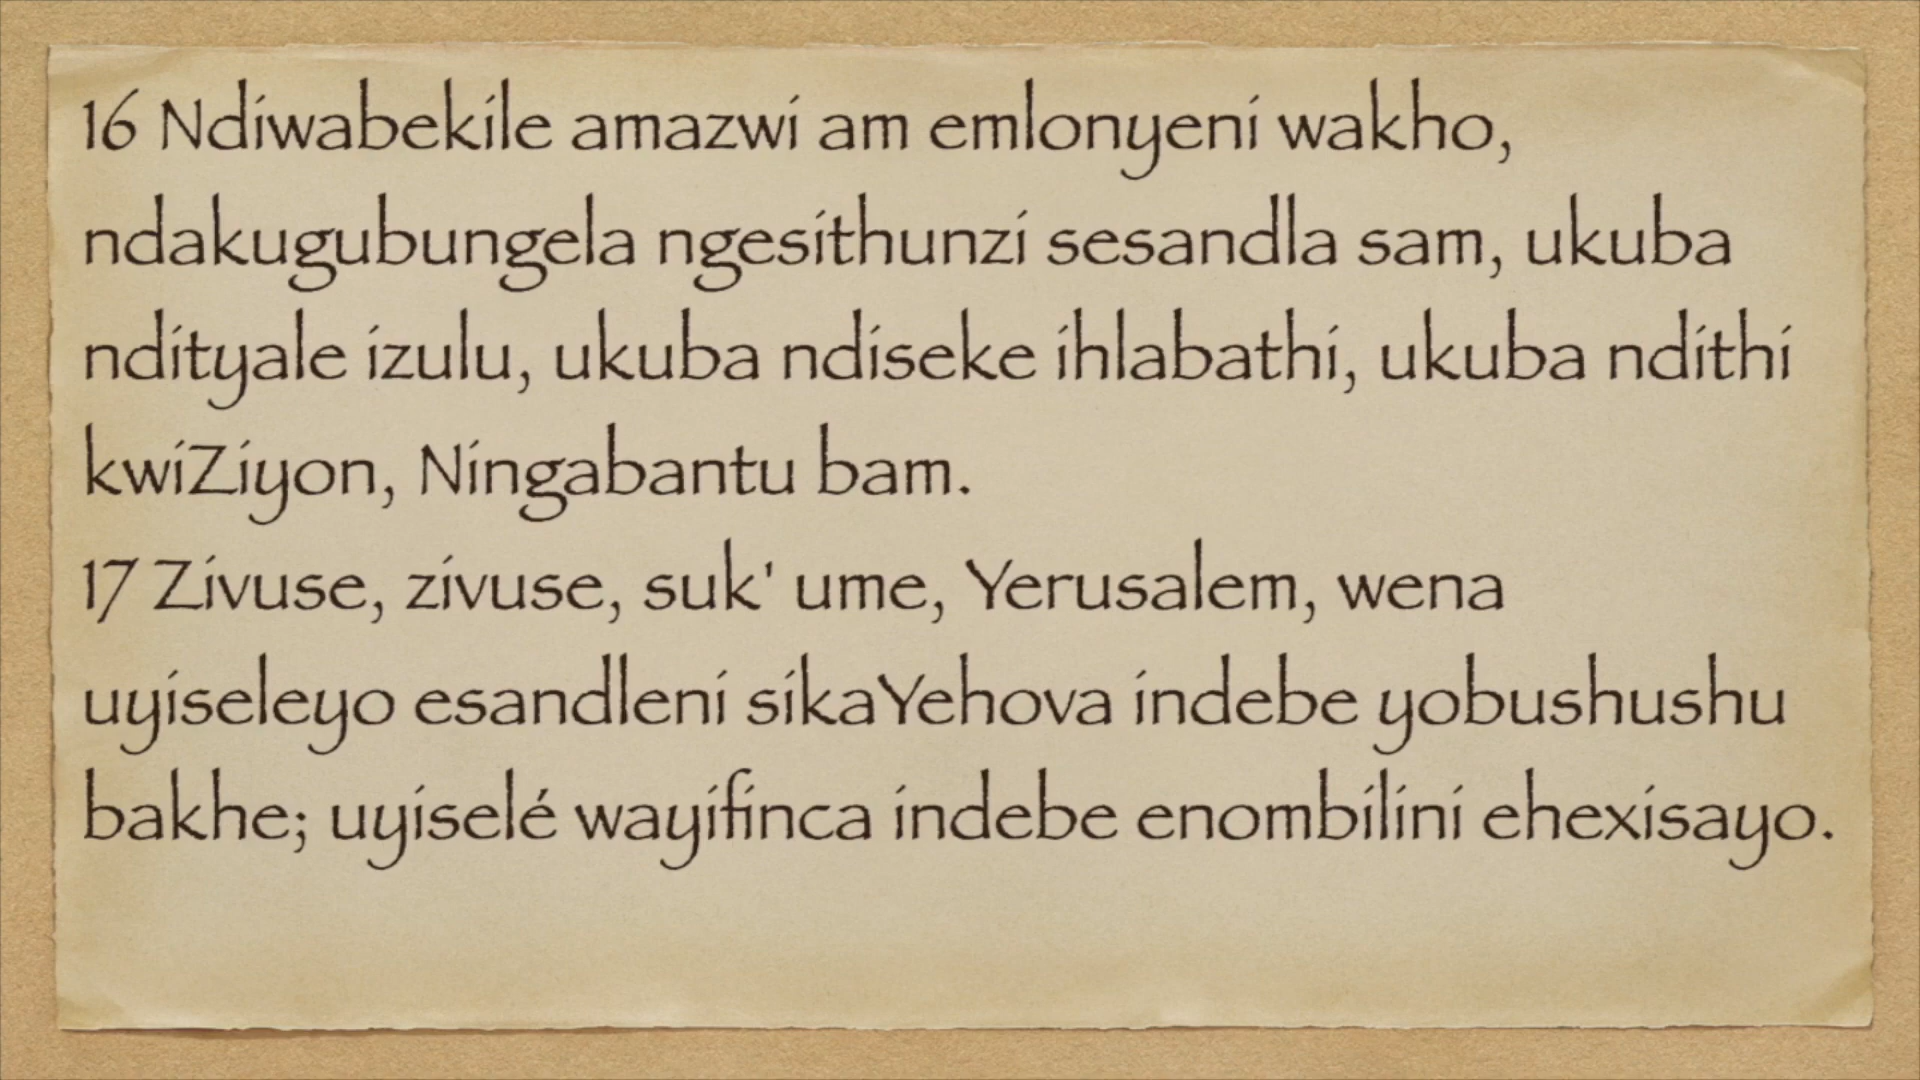 16 Ndiwabekile amazwi am emlonyeni wakho,
ndakugubungela ngesithunzi sesandla sam, ukuba
ndityale izulu, ukuba ndiseke ihlabathi, ukuba ndithi
kwiZiyon, Ningabantu bam.
17 Zivuse, zivuse, suk' ume, Yerusalem, wena
uyiseleyo esandleni sikaYehova indebe yobushushu
bakhe; uyiselé wayifinca indebe enombilini ehexisayo.